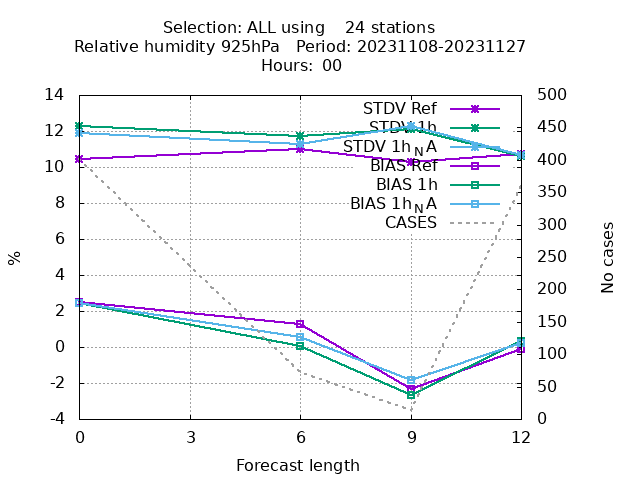 Selection: ALL using 24 stations
Relative humidity 925hPa Period: 20231108-20231127
Hours: 00
14
12
10
8
6
4
2
0
-2
-4
%
500
450
400
350
300
250
200
150
100
50
0
No cases
STDV Ref
STDV 1h
STDV 1h_NA
BIAS Ref
BIAS 1h
BIAS 1h_NA
CASES
0 3 6 9 12
Forecast length